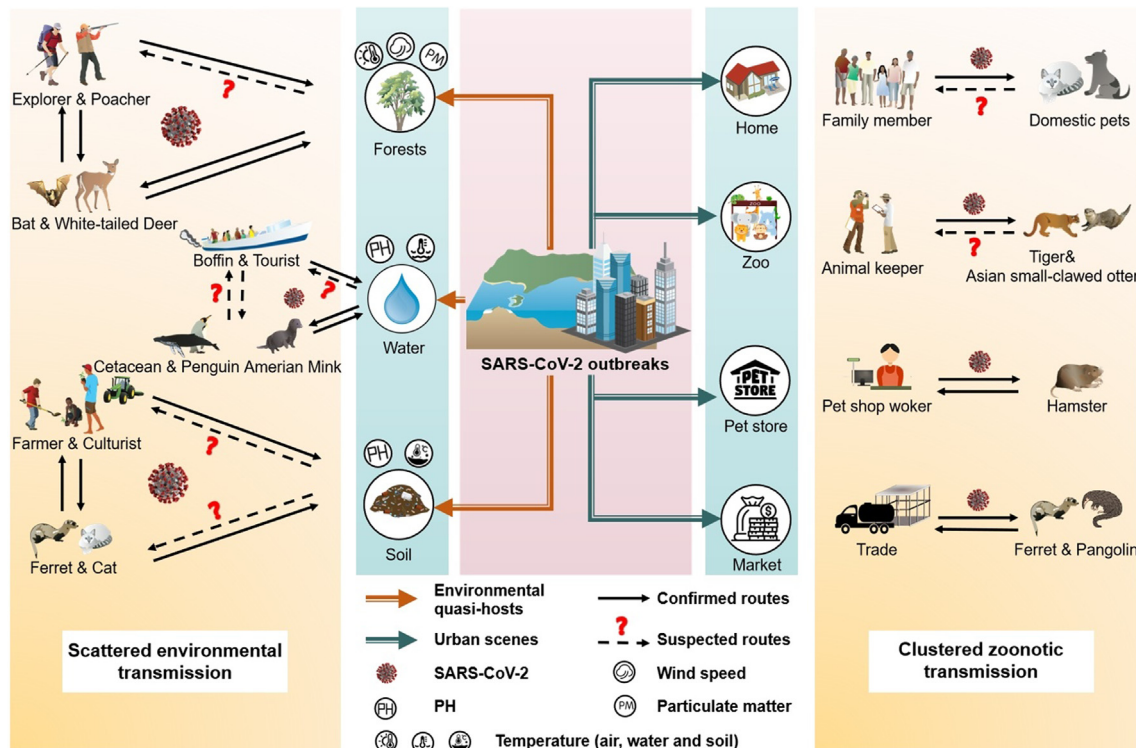 Explorer & Poacher
?
Bat & White-tailed Deer
Boffin & Tourist
?
?
Cetacean & Penguin
Amerian Mink
Farmer & Culturist
?
?
Ferret & Cat
Scattered environmental
transmission
PM
Forests
PH
Water
PH
Soil
SARS-CoV-2 outbreaks
Home
ZOO
Zoo
PET
STORE
Pet store
$
Market
Family member
?
Domestic pets
Animal keeper
?
Tiger&
Asian small-clawed otter
Pet shop woker
Hamster
Trade
Ferret & Pangolin
Clustered zoonotic
transmission
Environmental
quasi-hosts
Confirmed routes
Urban scenes
?
Suspected routes
SARS-CoV-2
Wind speed
PH
PH
PM
Particulate matter
Temperature (air, water and soil)